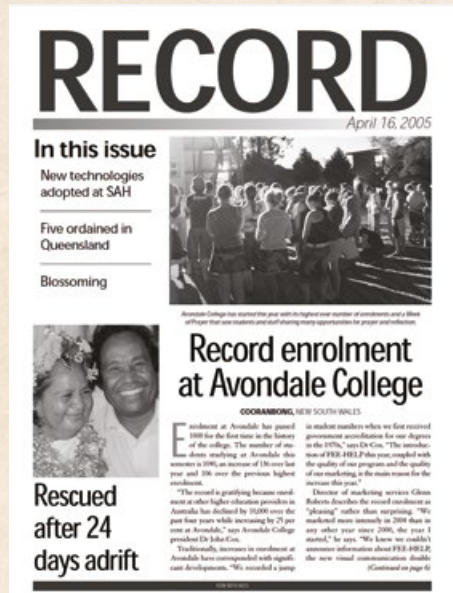 RECORD
April 16, 2005
In this issue
New technologies
adopted at SAH
Five ordained in
Queensland
Blossoming
Avondale College has started this year with its highest ever number of enrolments and a Week
of Prayer that saw students and staff sharing many opportunities for prayer and reflection.
Record enrolment
at Avondale College
COORANBONG, NEW SOUTH WALES
Enrolment at Avondale has passed
1000 for the first time in the history
of the college. The number of stu-
dents studying at Avondale this
semester is 1090, an increase of 136 over last
year and 106 over the previous highest
enrolment.
"The record is gratifying because enrol-
ment at other higher education providers in
Australia has declined by 10,000 over the
past four years while increasing by 25 per
cent at Avondale," says Avondale College
president Dr John Cox.
Traditionally, increases in enrolment at
Avondale have corresponded with signifi-
cant developments. "We recorded a jump
in student numbers when we first received
government accreditation for our degrees
in the 1970s," says Dr Cox. "The introduc-
tion of FEE-HELP this year, coupled with
the quality of our program and the quality
of our marketing, is the main reason for the
increase this year."
Director of marketing services Glenn
Roberts describes the record enrolment as
"pleasing" rather than surprising. "We
marketed more intensely in 2004 than in
any other year since 2000, the year I
started," he says. "We knew we couldn't
announce information about FEE-HELP,
the new visual communication double
(Continued on page 6)
Rescued
after 24
days adrift